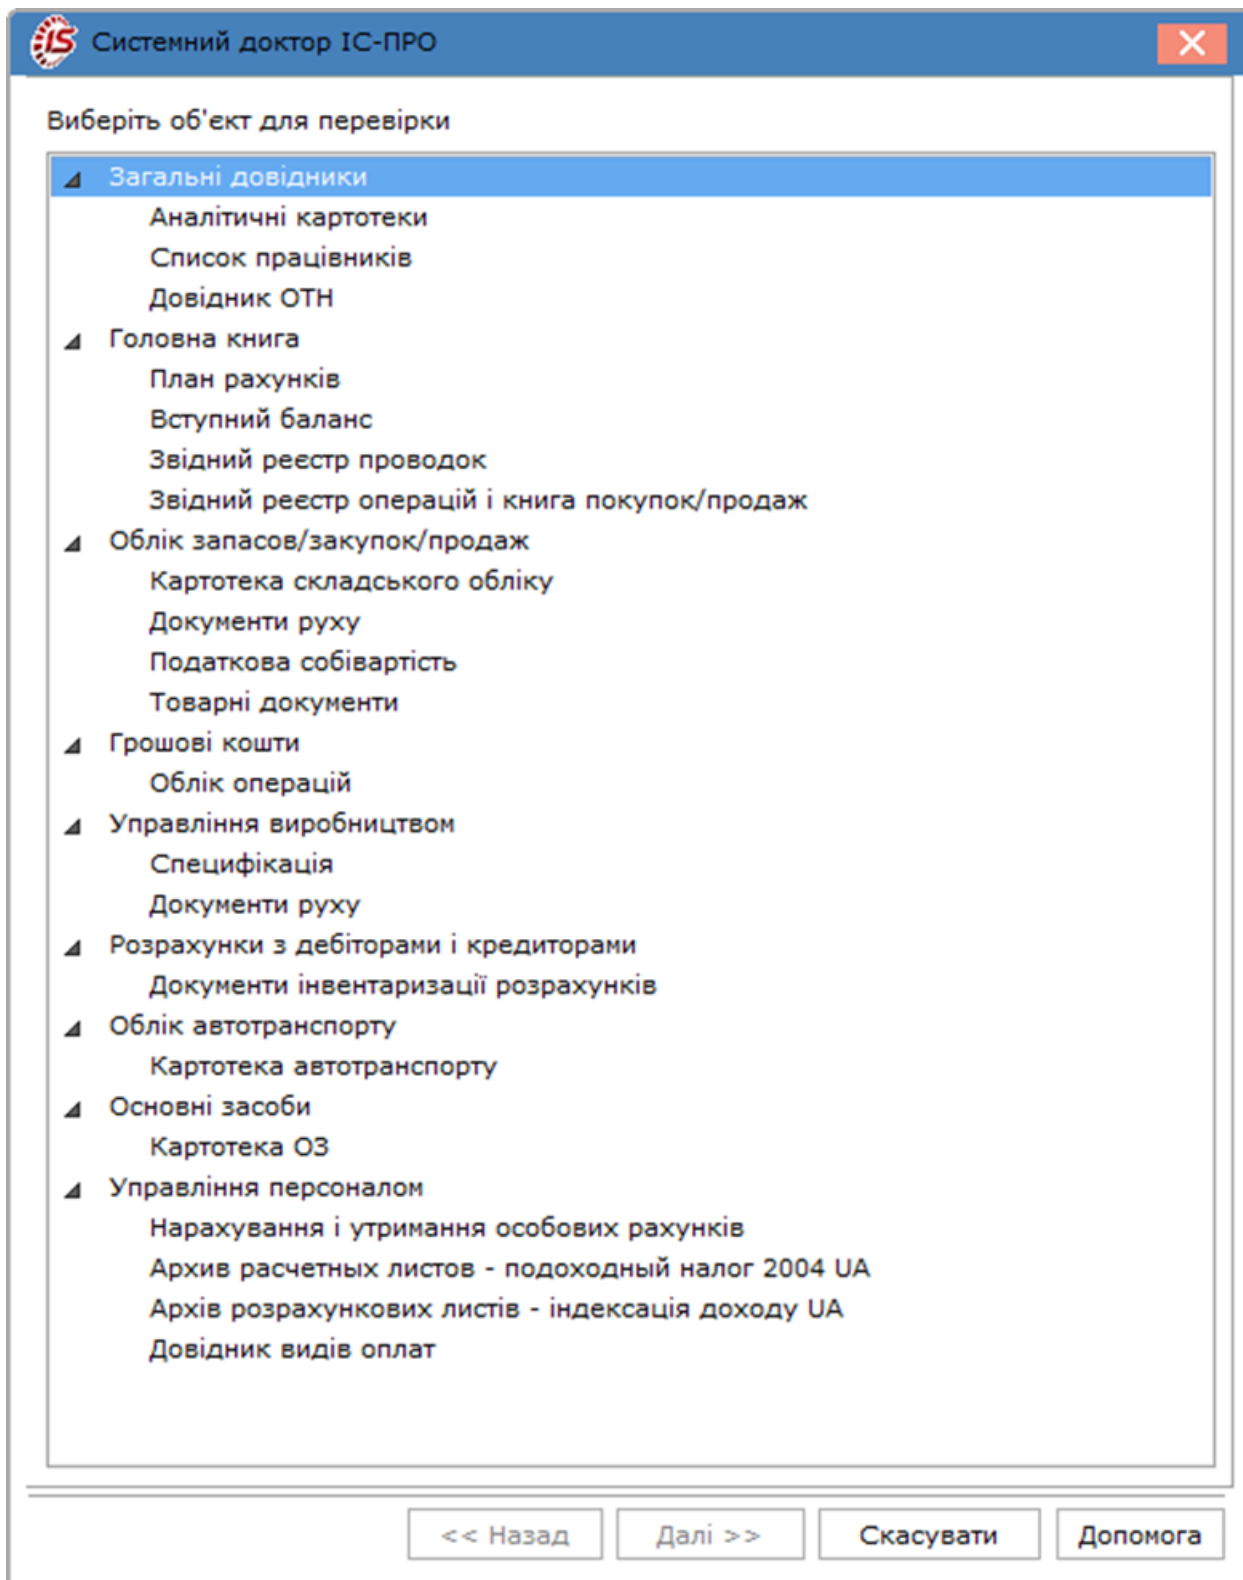 Системний доктор ІС-ПРО
Виберіть об'єкт для перевірки
Загальні довідники
Аналітичні картотеки
Список працівників
Довідник ОТН
Головна книга
План рахунків
Вступний баланс
Звідний реєстр проводок
Звідний реєстр операцій і книга покупок/продаж
Облік запасов/закупок/продаж
Картотека складського обліку
Документи руху
Податкова собівартість
Товарні документи
Грошові кошти
Облік операцій
Управління виробництвом
Специфікація
Документи руху
Розрахунки з дебіторами і кредиторами
Документи інвентаризації розрахунків
Облік автотранспорту
Картотека автотранспорту
Основні засоби
Картотека ОЗ
Управління персоналом
Нарахування і утримання особових рахунків
Архив расчетных листов - подоходный налог 2004 UA
Архів розрахункових листів - індексація доходу UA
Довідник видів оплат
<< Назад Далі >> Скасувати Допомога